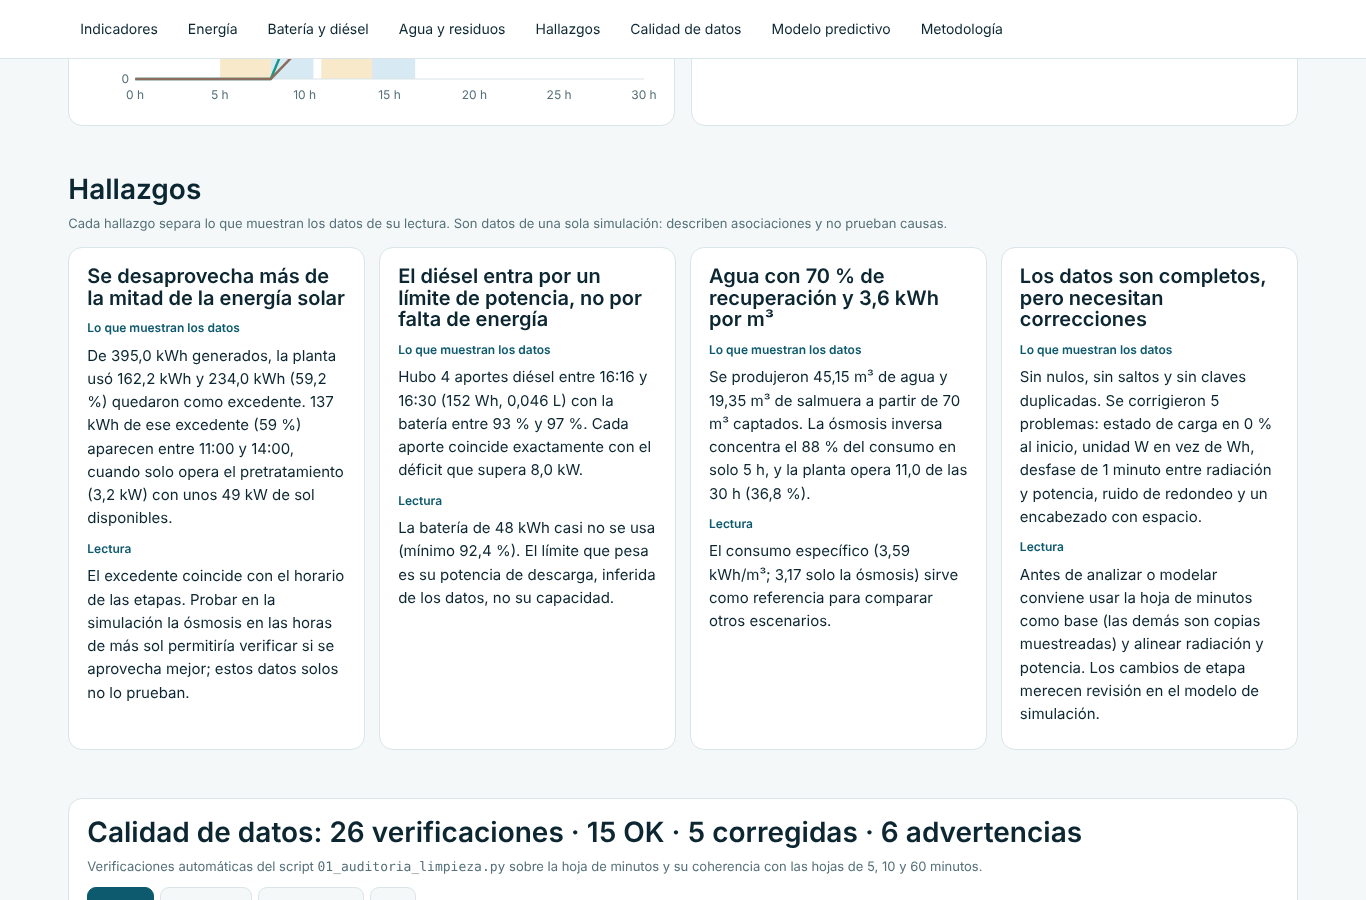 Indicadores Energía Batería y diésel Agua y residuos Hallazgos Calidad de datos Modelo predictivo Metodología
0
0 h 5 h 10 h 15 h 20 h 25 h 30 h
Hallazgos
Cada hallazgo separa lo que muestran los datos de su lectura. Son datos de una sola simulación: describen asociaciones y no prueban causas.
Se desaprovecha más de
la mitad de la energía solar
Lo que muestran los datos
De 395,0 kWh generados, la planta
usó 162,2 kWh y 234,0 kWh (59,2
%) quedaron como excedente. 137
kWh de ese excedente (59 %)
aparecen entre 11:00 y 14:00,
cuando solo opera el pretratamiento
(3,2 kW) con unos 49 kW de sol
disponibles.
Lectura
El excedente coincide con el horario
de las etapas. Probar en la
simulación la ósmosis en las horas
de más sol permitiría verificar si se
aprovecha mejor; estos datos solos
no lo prueban.
El diésel entra por un
límite de potencia, no por
falta de energía
Lo que muestran los datos
Hubo 4 aportes diésel entre 16:16 y
16:30 (152 Wh, 0,046 L) con la
batería entre 93 % y 97 %. Cada
aporte coincide exactamente con el
déficit que supera 8,0 kW.
Lectura
La batería de 48 kWh casi no se usa
(mínimo 92,4 %). El límite que pesa
es su potencia de descarga, inferida
de los datos, no su capacidad.
Agua con 70 % de
recuperación y 3,6 kWh
por m³
Lo que muestran los datos
Se produjeron 45,15 m³ de agua y
19,35 m³ de salmuera a partir de 70
m³ captados. La ósmosis inversa
concentra el 88 % del consumo en
solo 5 h, y la planta opera 11,0 de las
30 h (36,8 %).
Lectura
El consumo específico (3,59
kWh/m³; 3,17 solo la ósmosis) sirve
como referencia para comparar
otros escenarios.
Los datos son completos,
pero necesitan
correcciones
Lo que muestran los datos
Sin nulos, sin saltos y sin claves
duplicadas. Se corrigieron 5
problemas: estado de carga en 0 %
al inicio, unidad W en vez de Wh,
desfase de 1 minuto entre radiación
y potencia, ruido de redondeo y un
encabezado con espacio.
Lectura
Antes de analizar o modelar
conviene usar la hoja de minutos
como base (las demás son copias
muestreadas) y alinear radiación y
potencia. Los cambios de etapa
merecen revisión en el modelo de
simulación.
Calidad de datos: 26 verificaciones · 15 OK · 5 corregidas · 6 advertencias
Verificaciones automáticas del script 01_auditoria_limpieza.py sobre la hoja de minutos y su coherencia con las hojas de 5, 10 y 60 minutos.